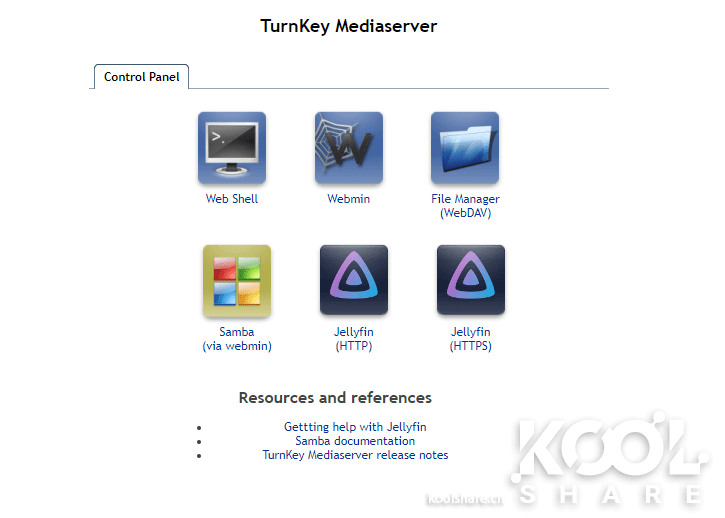 TurnKey Mediaserver
Control Panel
>_
Web Shell
Webmin
File Manager
(WebDAV)
Samba
(via webmin)
Jellyfin
(HTTP)
Jellyfin
(HTTPS)
Resources and references
Gettting help with Jellyfin
Samba documentation
TurnKey Mediaserver release notes
KOOL
SHARE
koolshare.cn